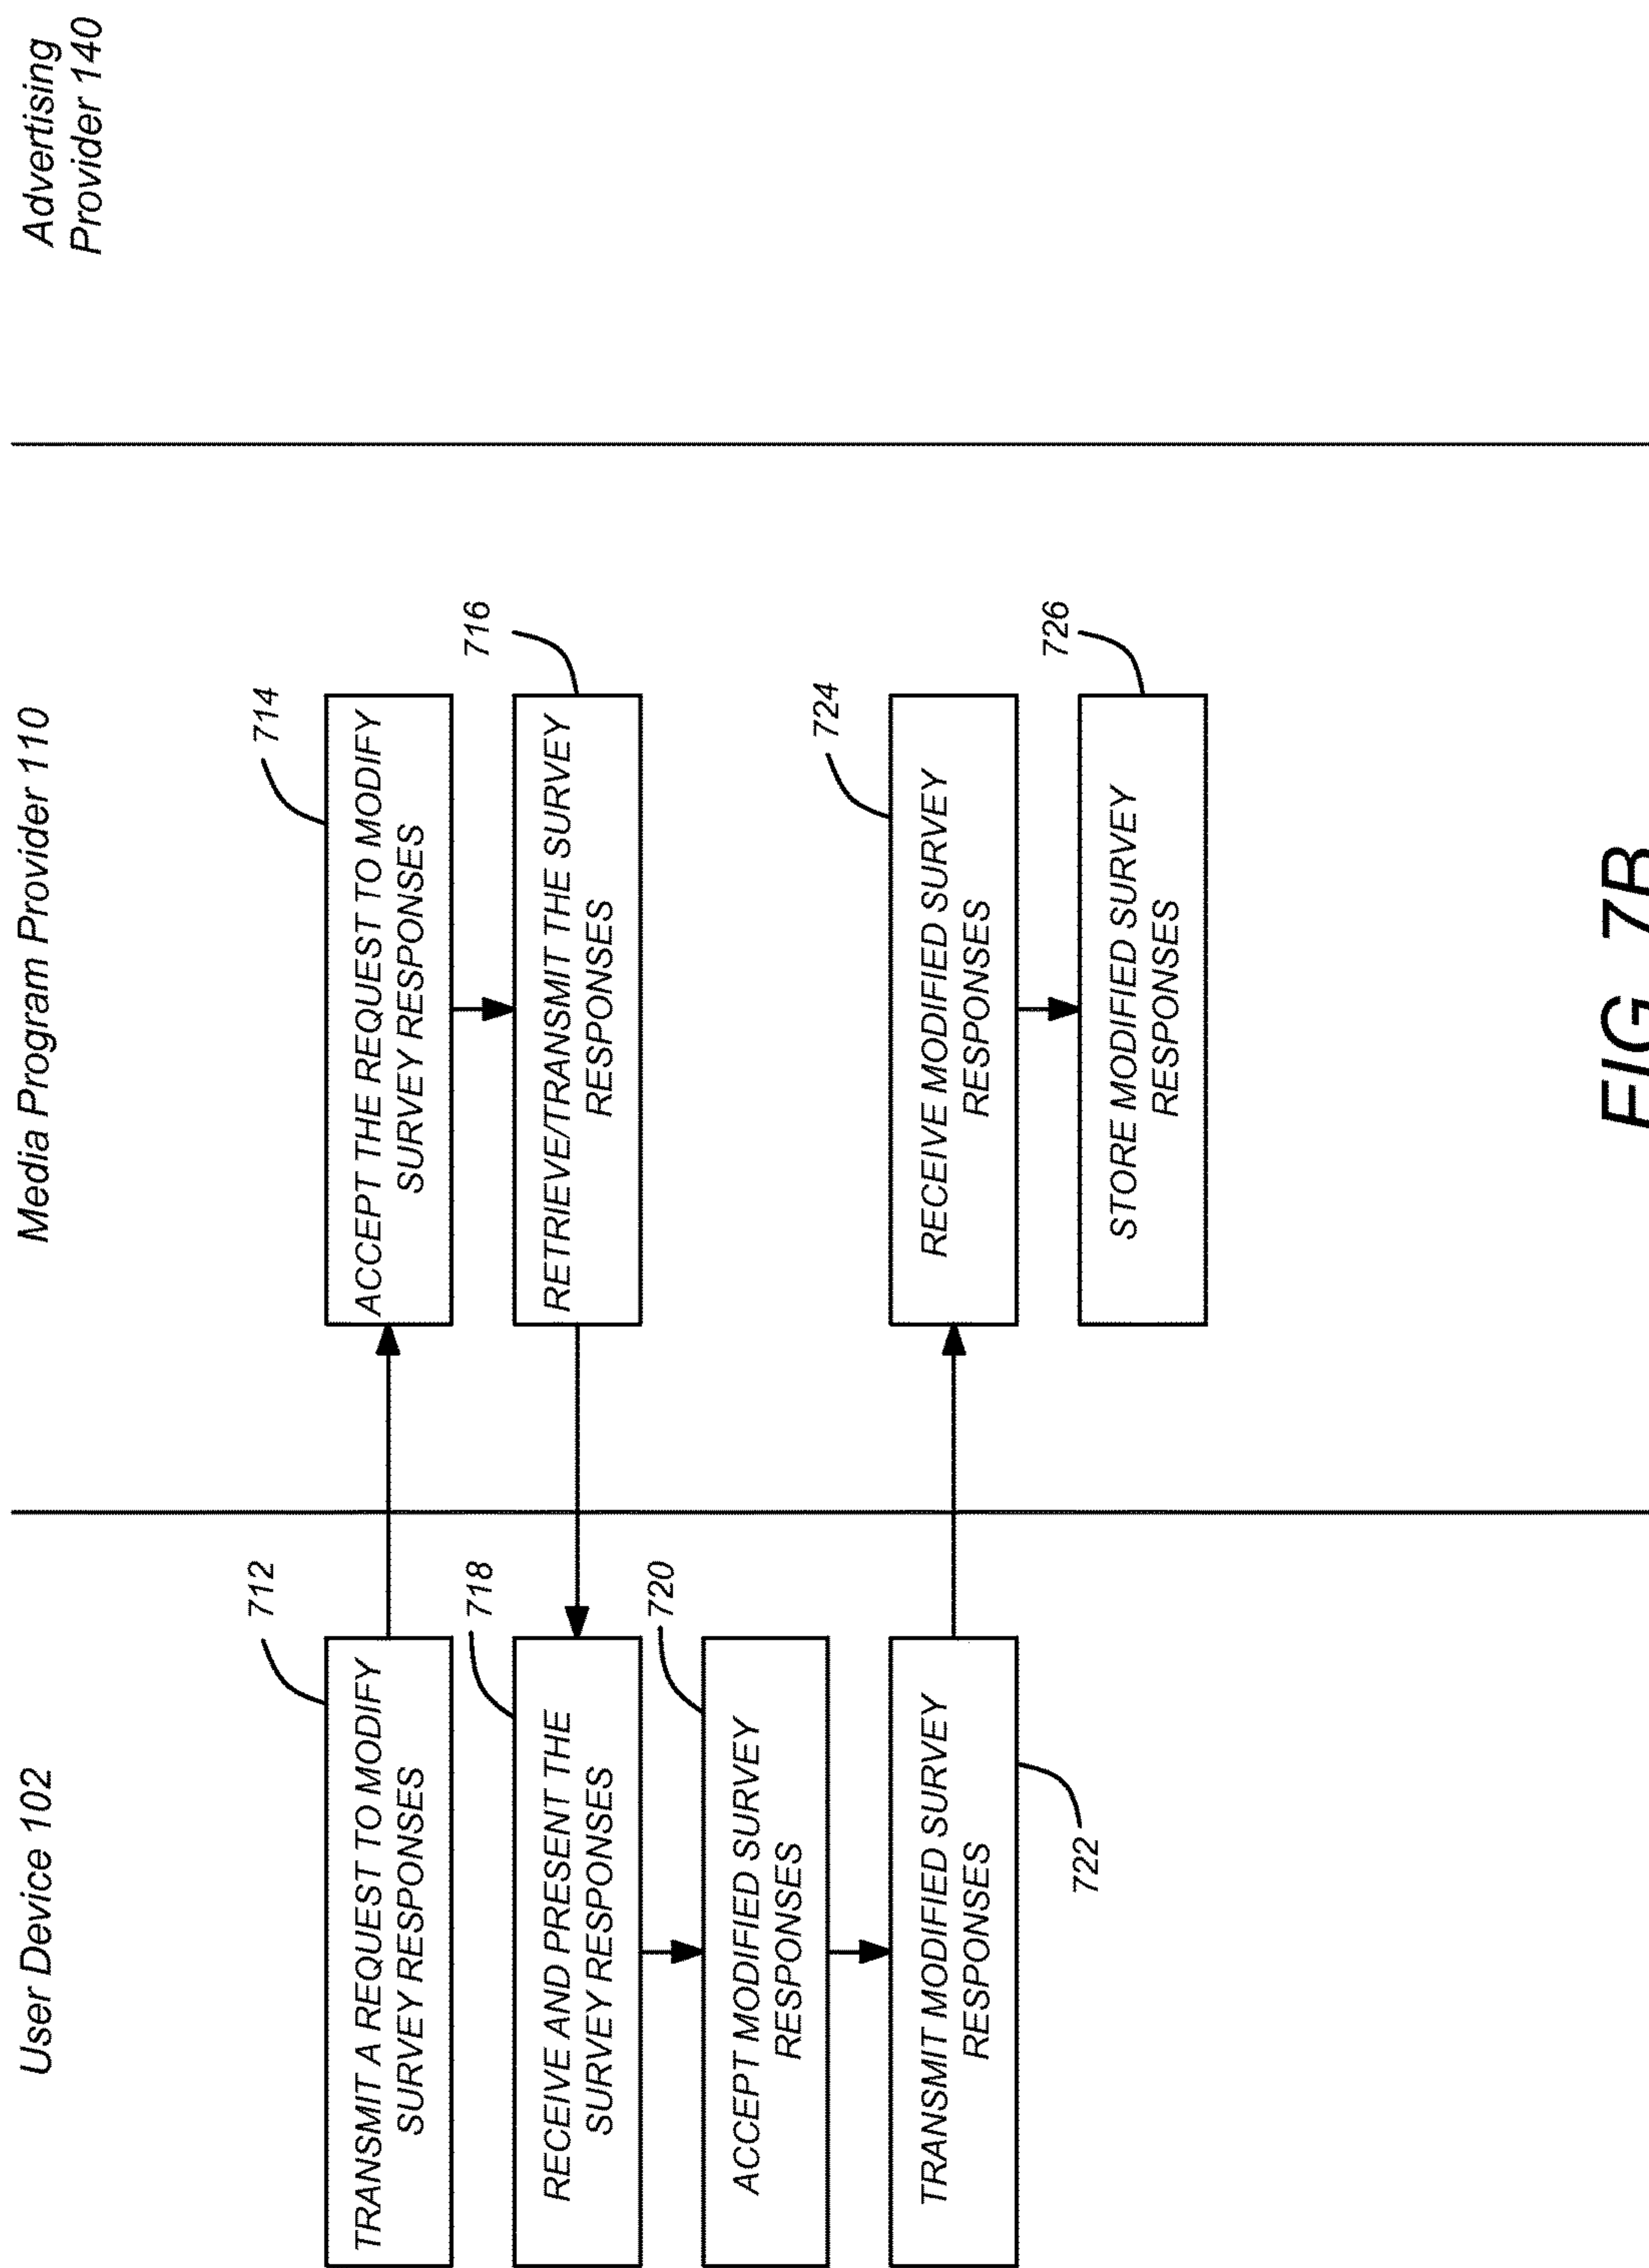 User Device 102
Media Program Provider 110
Advertising
Provider 140
712
TRANSMIT A REQUEST TO MODIFY
SURVEY RESPONSES
714
ACCEPT THE REQUEST TO MODIFY
SURVEY RESPONSES
716
RETRIEVE/TRANSMIT THE SURVEY
RESPONSES
718
RECEIVE AND PRESENT THE
SURVEY RESPONSES
720
ACCEPT MODIFIED SURVEY
RESPONSES
TRANSMIT MODIFIED SURVEY
RESPONSES
722
724
RECEIVE MODIFIED SURVEY
RESPONSES
726
STORE MODIFIED SURVEY
RESPONSES
FIG. 7B